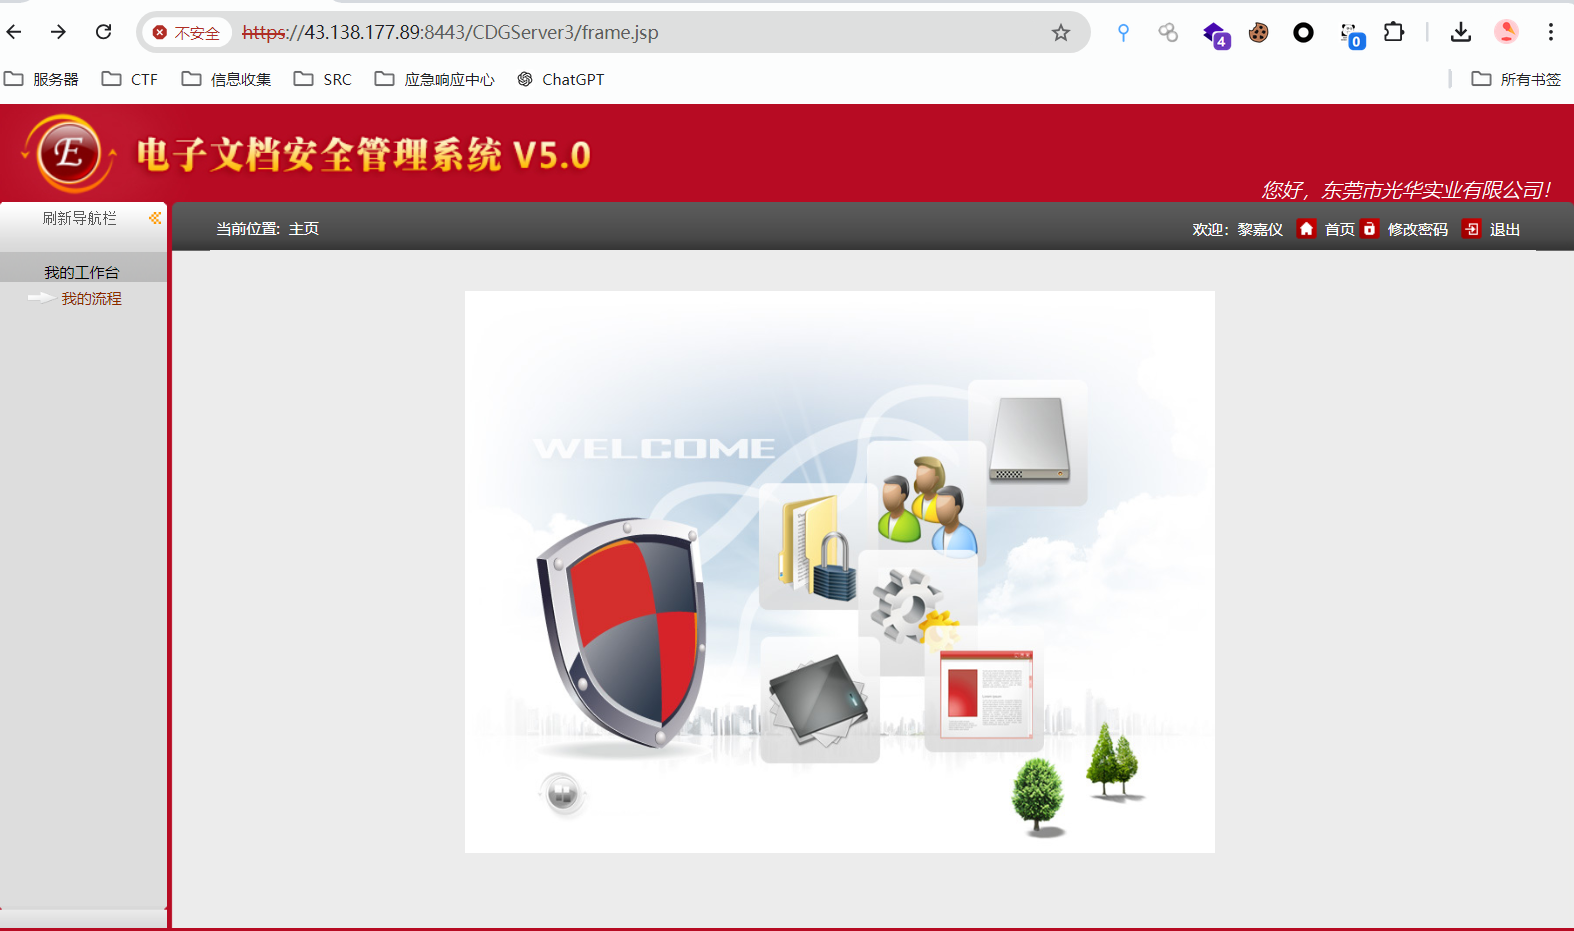 不安全 https://43.138.177.89:8443/CDGServer3/frame.jsp
4
0
服务器 CTF 信息收集 SRC 应急响应中心 ChatGPT 所有书签
E 电子文档安全管理系统 V5.0
您好，东莞市光华实业有限公司！
刷新导航栏
当前位置: 主页 欢迎: 黎嘉仪 首页 修改密码 退出
我的工作台
我的流程
WELCOME